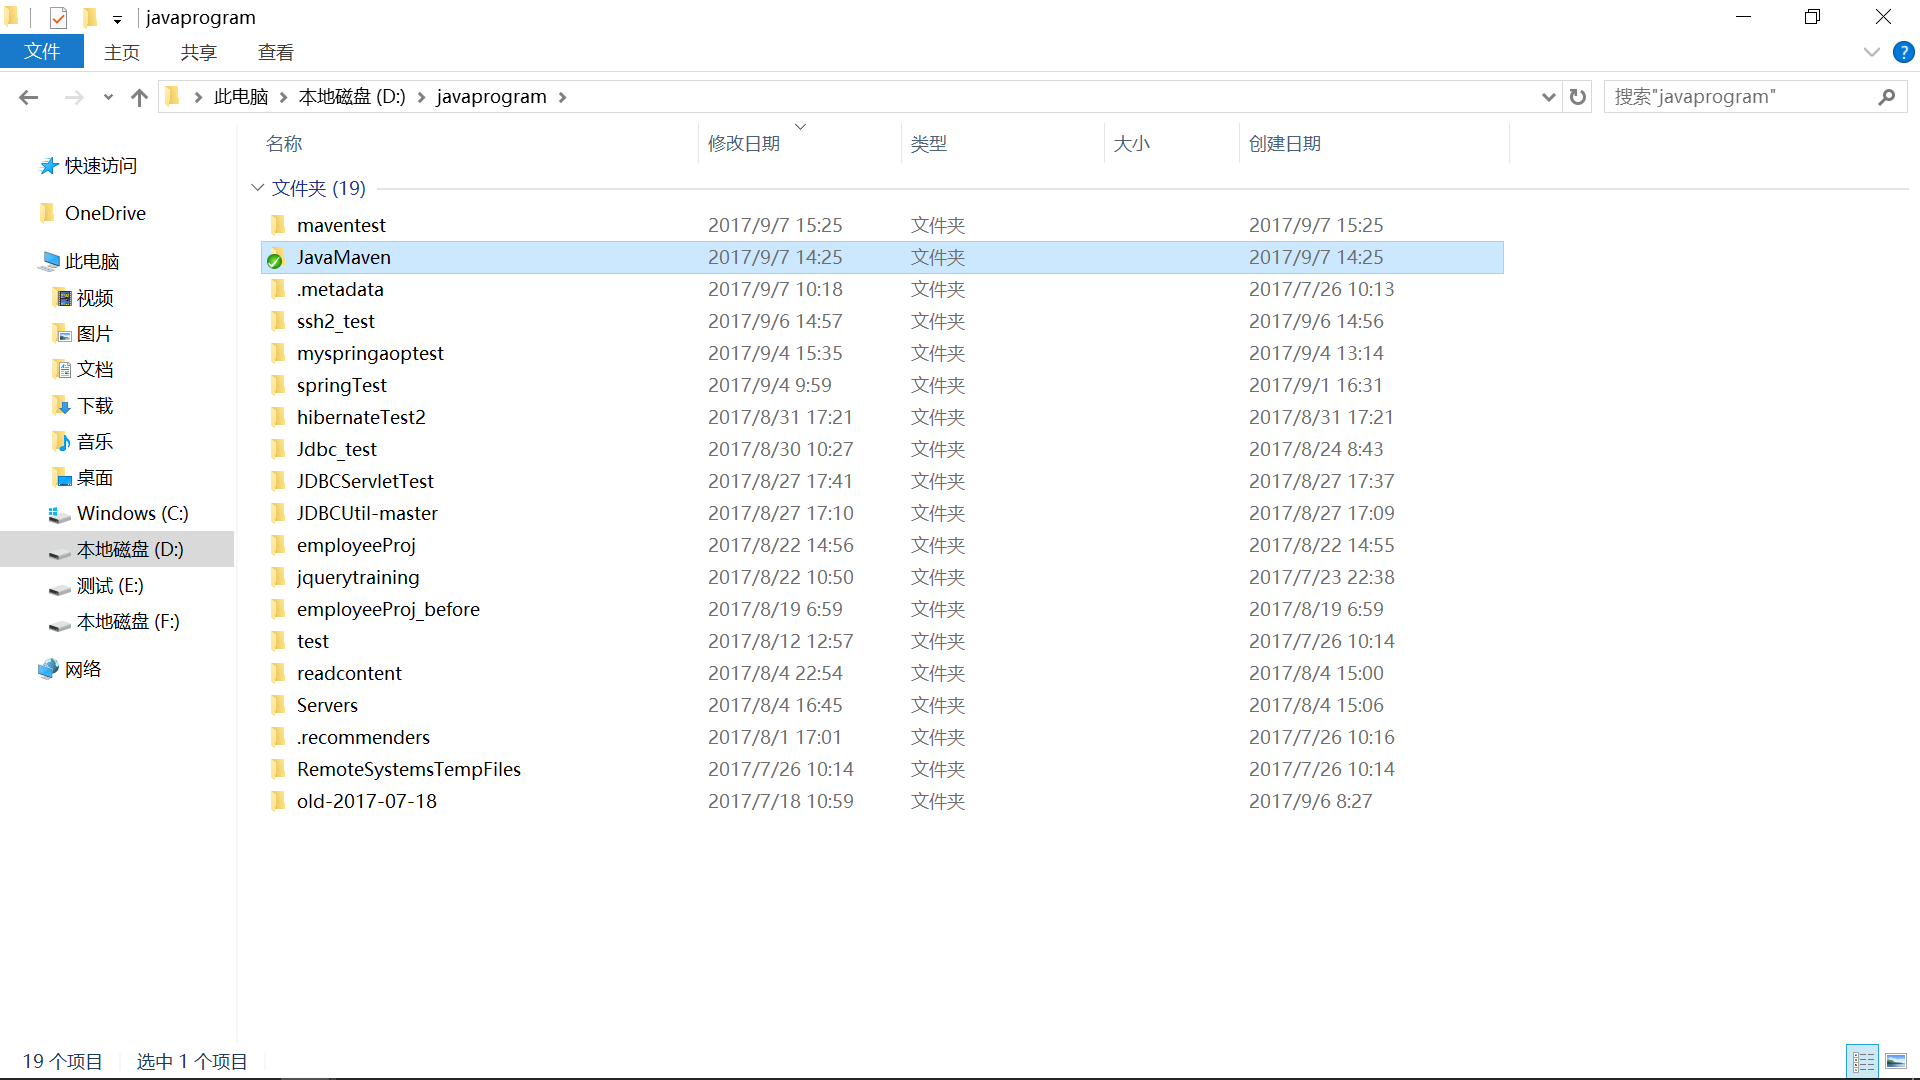 javaprogram
文件 主页 共享 查看
此电脑 本地磁盘 (D:) javaprogram 搜索"javaprogram"
名称 修改日期 类型 大小 创建日期
快速访问
OneDrive
此电脑
视频
图片
文档
下载
音乐
桌面
Windows (C:)
本地磁盘 (D:)
测试 (E:)
本地磁盘 (F:)
网络
文件夹 (19)
maventest 2017/9/7 15:25 文件夹 2017/9/7 15:25
JavaMaven 2017/9/7 14:25 文件夹 2017/9/7 14:25
.metadata 2017/9/7 10:18 文件夹 2017/7/26 10:13
ssh2_test 2017/9/6 14:57 文件夹 2017/9/6 14:56
myspringaoptest 2017/9/4 15:35 文件夹 2017/9/4 13:14
springTest 2017/9/4 9:59 文件夹 2017/9/1 16:31
hibernateTest2 2017/8/31 17:21 文件夹 2017/8/31 17:21
Jdbc_test 2017/8/30 10:27 文件夹 2017/8/24 8:43
JDBCServletTest 2017/8/27 17:41 文件夹 2017/8/27 17:37
JDBCUtil-master 2017/8/27 17:10 文件夹 2017/8/27 17:09
employeeProj 2017/8/22 14:56 文件夹 2017/8/22 14:55
jquerytraining 2017/8/22 10:50 文件夹 2017/7/23 22:38
employeeProj_before 2017/8/19 6:59 文件夹 2017/8/19 6:59
test 2017/8/12 12:57 文件夹 2017/7/26 10:14
readcontent 2017/8/4 22:54 文件夹 2017/8/4 15:00
Servers 2017/8/4 16:45 文件夹 2017/8/4 15:06
.recommenders 2017/8/1 17:01 文件夹 2017/7/26 10:16
RemoteSystemsTempFiles 2017/7/26 10:14 文件夹 2017/7/26 10:14
old-2017-07-18 2017/7/18 10:59 文件夹 2017/9/6 8:27
19 个项目 选中 1 个项目